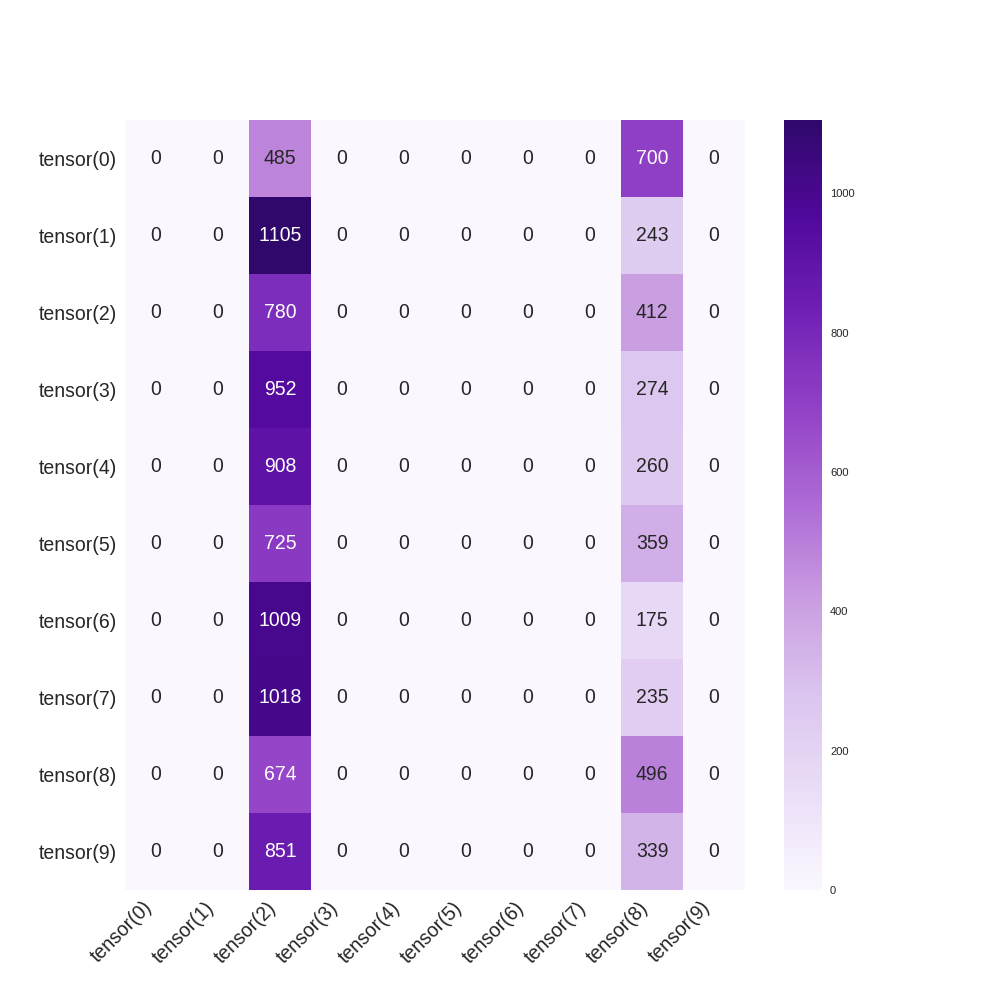 tensor(0) 0 0 485 0 0 0 0 0 700 0
tensor(1) 0 0 1105 0 0 0 0 0 243 0
tensor(2) 0 0 780 0 0 0 0 0 412 0
tensor(3) 0 0 952 0 0 0 0 0 274 0
tensor(4) 0 0 908 0 0 0 0 0 260 0
tensor(5) 0 0 725 0 0 0 0 0 359 0
tensor(6) 0 0 1009 0 0 0 0 0 175 0
tensor(7) 0 0 1018 0 0 0 0 0 235 0
tensor(8) 0 0 674 0 0 0 0 0 496 0
tensor(9) 0 0 851 0 0 0 0 0 339 0
tensor(0) tensor(1) tensor(2) tensor(3) tensor(4) tensor(5) tensor(6) tensor(7) tensor(8) tensor(9)
1000
800
600
400
200
0